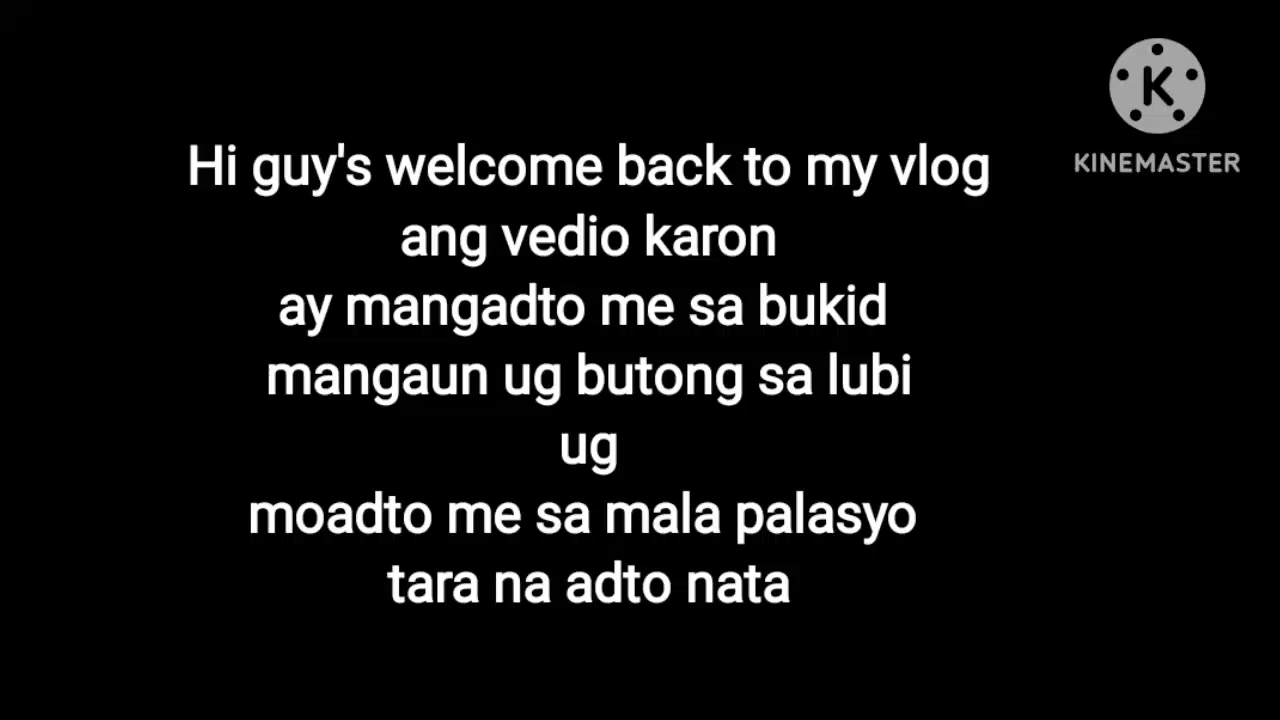 Hi guy's welcome back to my vlog
ang vedio karon
ay mangadto me sa bukid
mangaun ug butong sa lubi
ug
moadto me sa mala palasyo
tara na adto nata
K
KINEMASTER